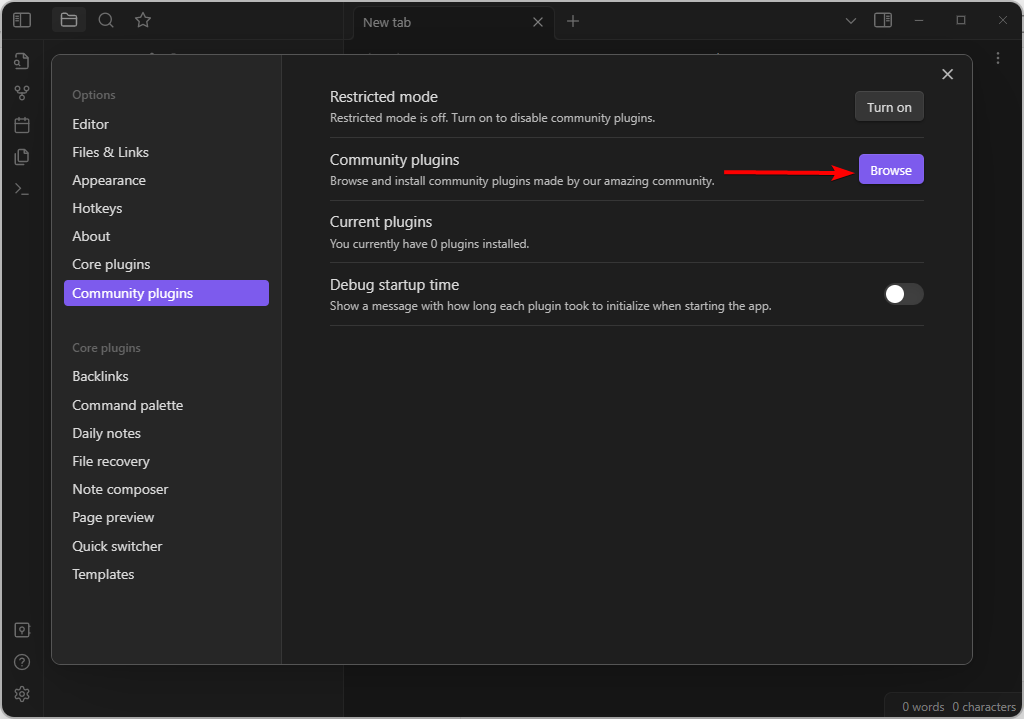 New tab
Options
Editor
Files & Links
Appearance
Hotkeys
About
Core plugins
Community plugins
Core plugins
Backlinks
Command palette
Daily notes
File recovery
Note composer
Page preview
Quick switcher
Templates
Restricted mode
Restricted mode is off. Turn on to disable community plugins.
Turn on
Community plugins
Browse and install community plugins made by our amazing community.
Browse
Current plugins
You currently have 0 plugins installed.
Debug startup time
Show a message with how long each plugin took to initialize when starting the app.
0 words 0 characters